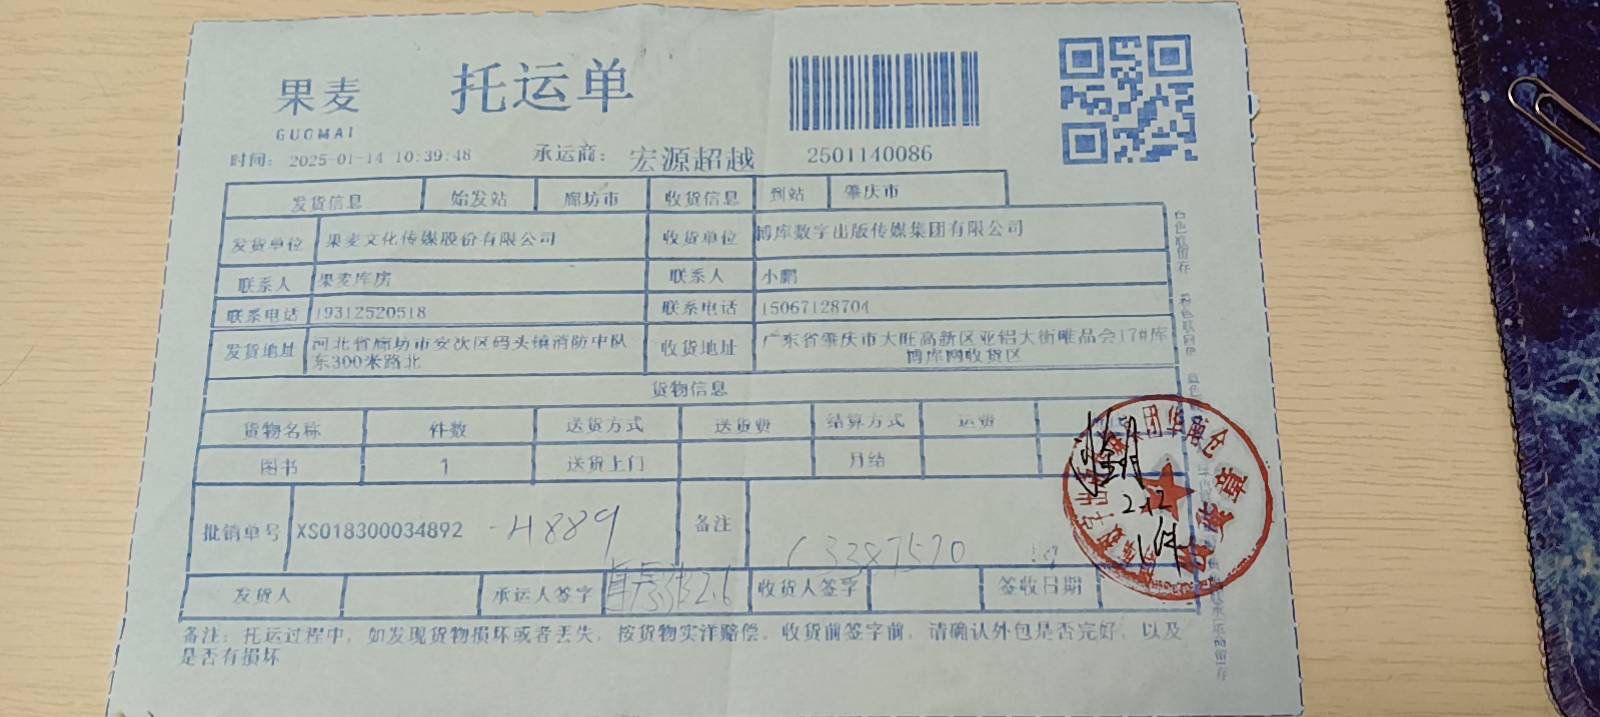 果麦 托运单
GUOMAI
时间: 2025-01-14 10:39:48 承运商: 宏源超越 2501140086
发货信息 始发站 廊坊市 收货信息 到站 肇庆市
发货单位 果麦文化传媒股份有限公司 收货单位 博库数字出版传媒集团有限公司
联系人 果麦库房 联系人 小鹏
联系电话 19312520518 联系电话 15067128704
发货地址 河北省廊坊市安次区码头镇消防中队 收货地址 广东省肇庆市大旺高新区亚铝大街唯品会17#库
东300米路北 博库网收货区
货物信息
货物名称 件数 送货方式 送货费 结算方式 运费
图书 1 送货上门 月结
批销单号 XS018300034892 -H889 备注
63387570
2.12
1件
发货人 承运人签字 2.6 收货人签字 签收日期
备注: 托运过程中, 如发现货物损坏或者丢失, 按货物实洋赔偿。收货前签字前, 请确认外包是否完好, 以及
是否有损坏